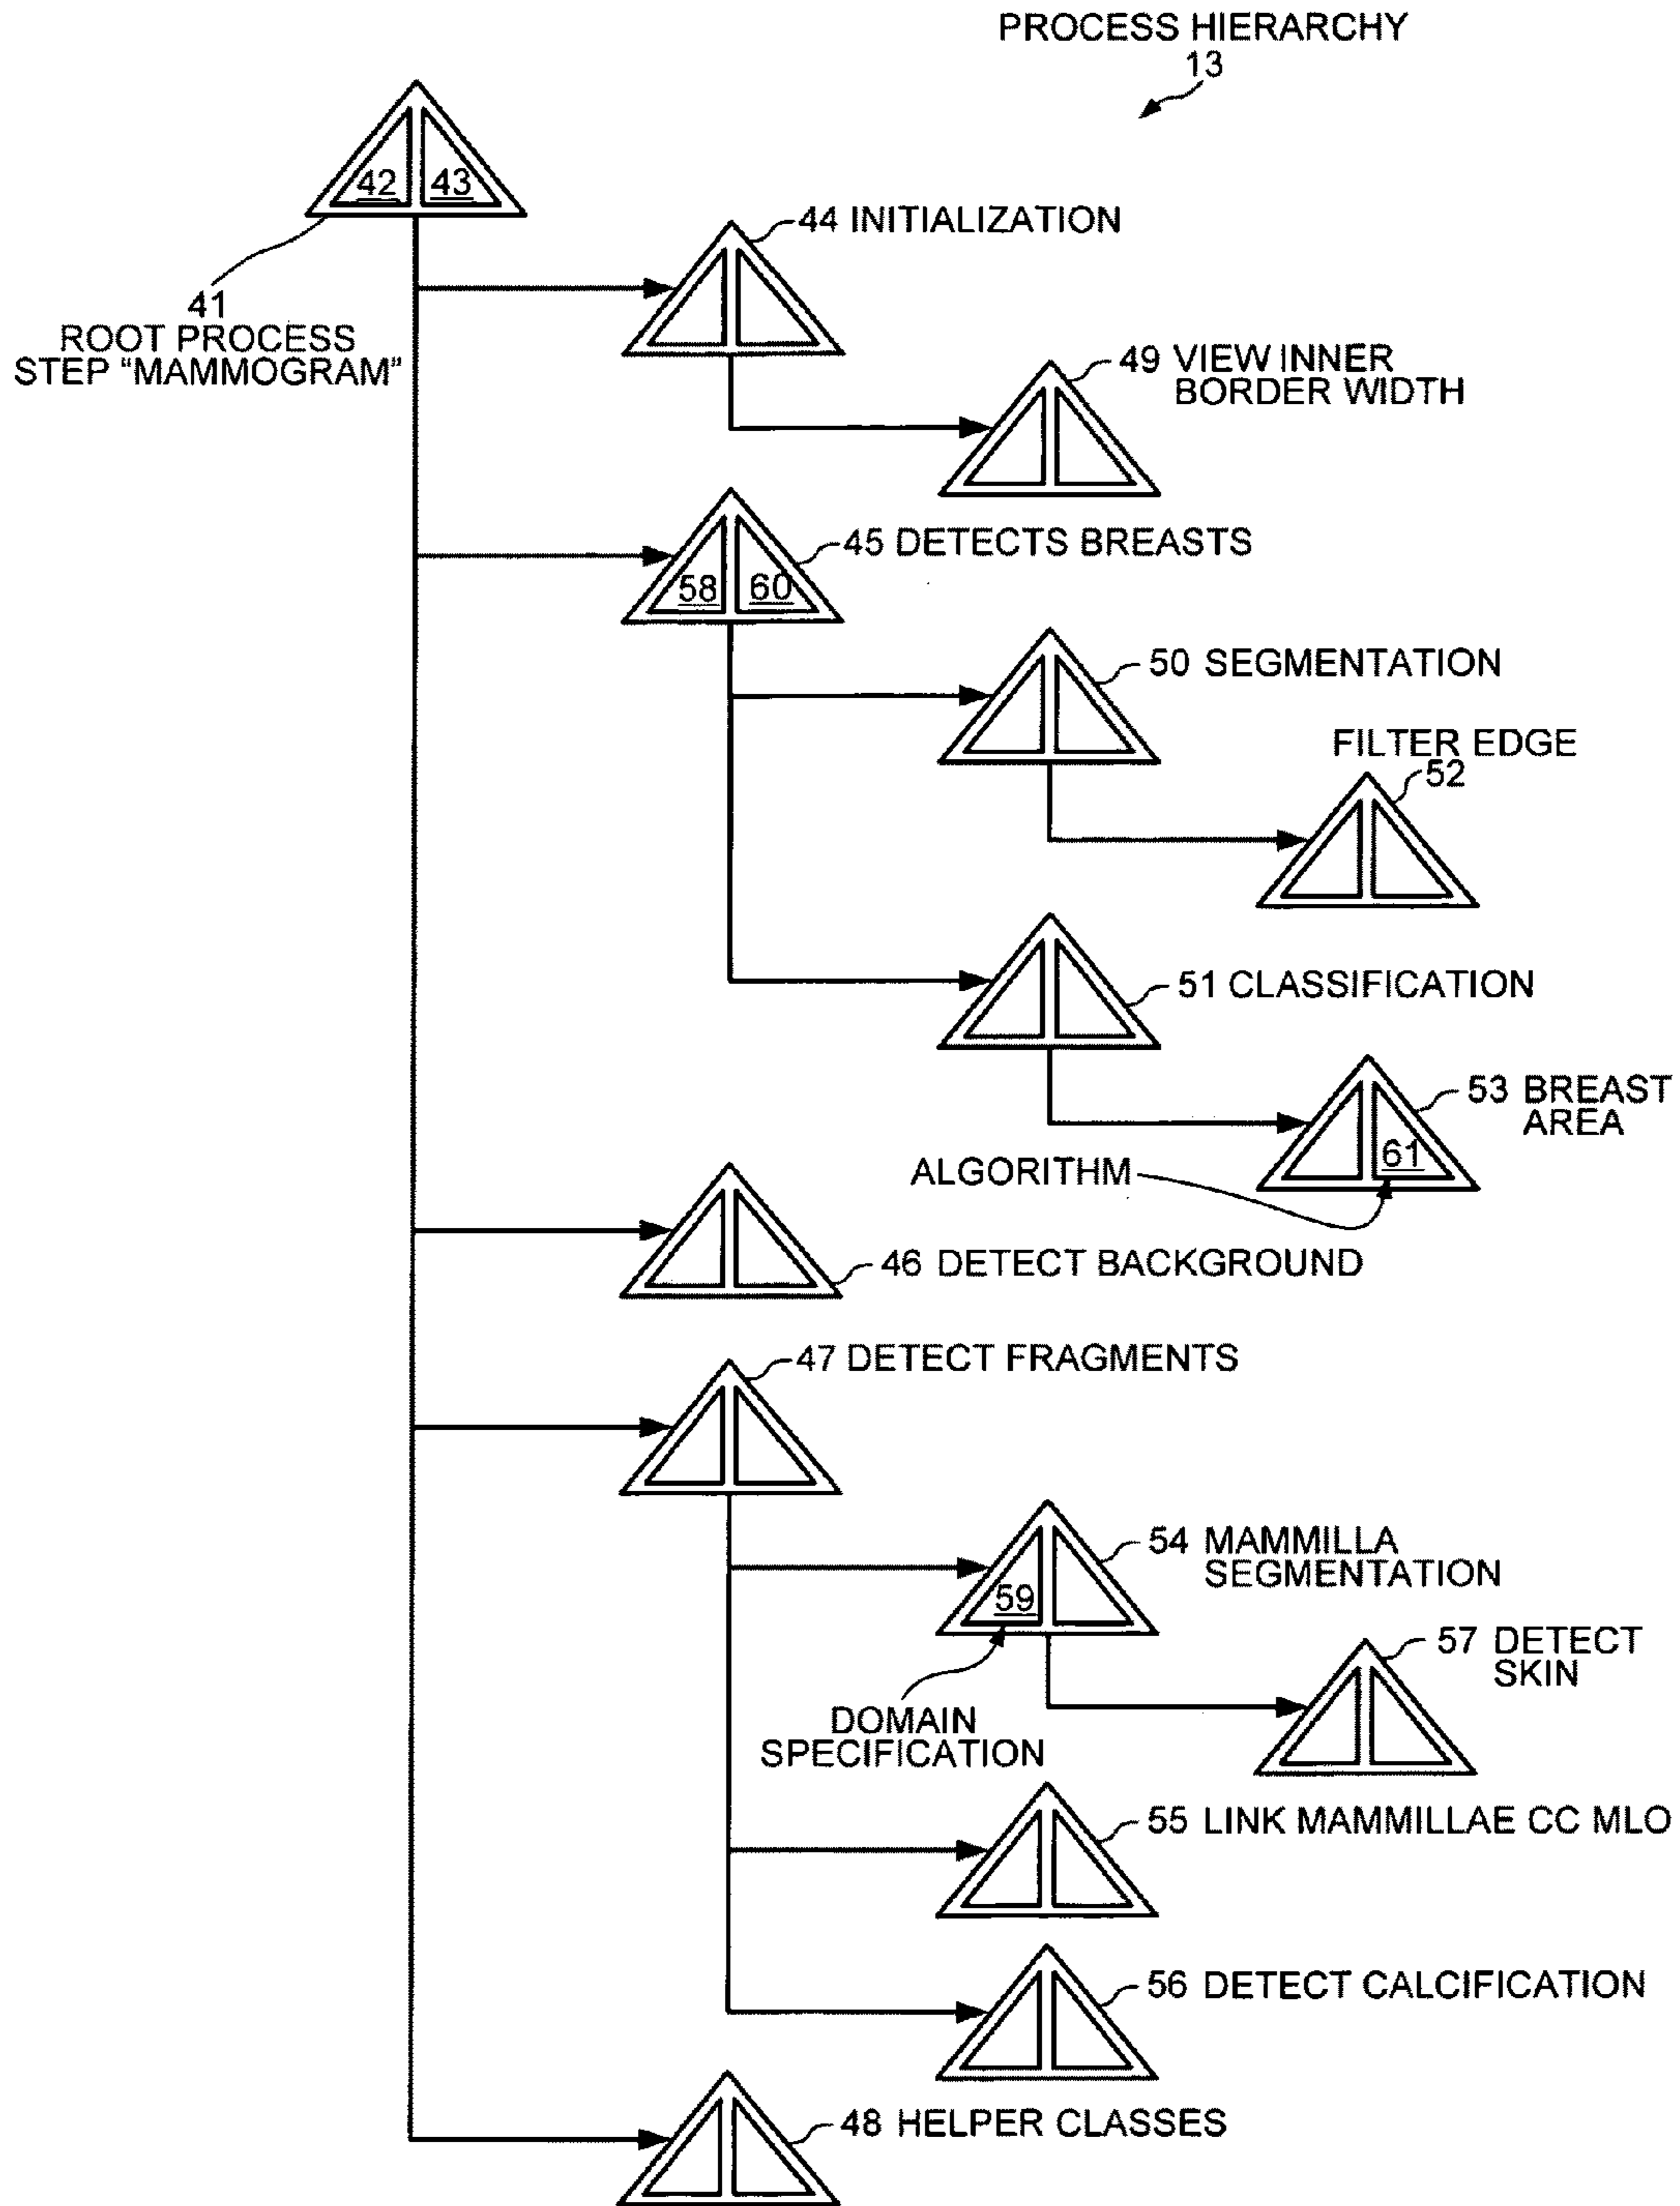 PROCESS HIERARCHY
13
42 43
41
ROOT PROCESS
STEP “MAMMOGRAM”
44 INITIALIZATION
49 VIEW INNER
BORDER WIDTH
45 DETECTS BREASTS
58 60
50 SEGMENTATION
FILTER EDGE
52
51 CLASSIFICATION
53 BREAST
AREA
61
ALGORITHM
46 DETECT BACKGROUND
47 DETECT FRAGMENTS
54 MAMMILLA
SEGMENTATION
59
57 DETECT
SKIN
DOMAIN
SPECIFICATION
55 LINK MAMMILLAE CC MLO
56 DETECT CALCIFICATION
48 HELPER CLASSES